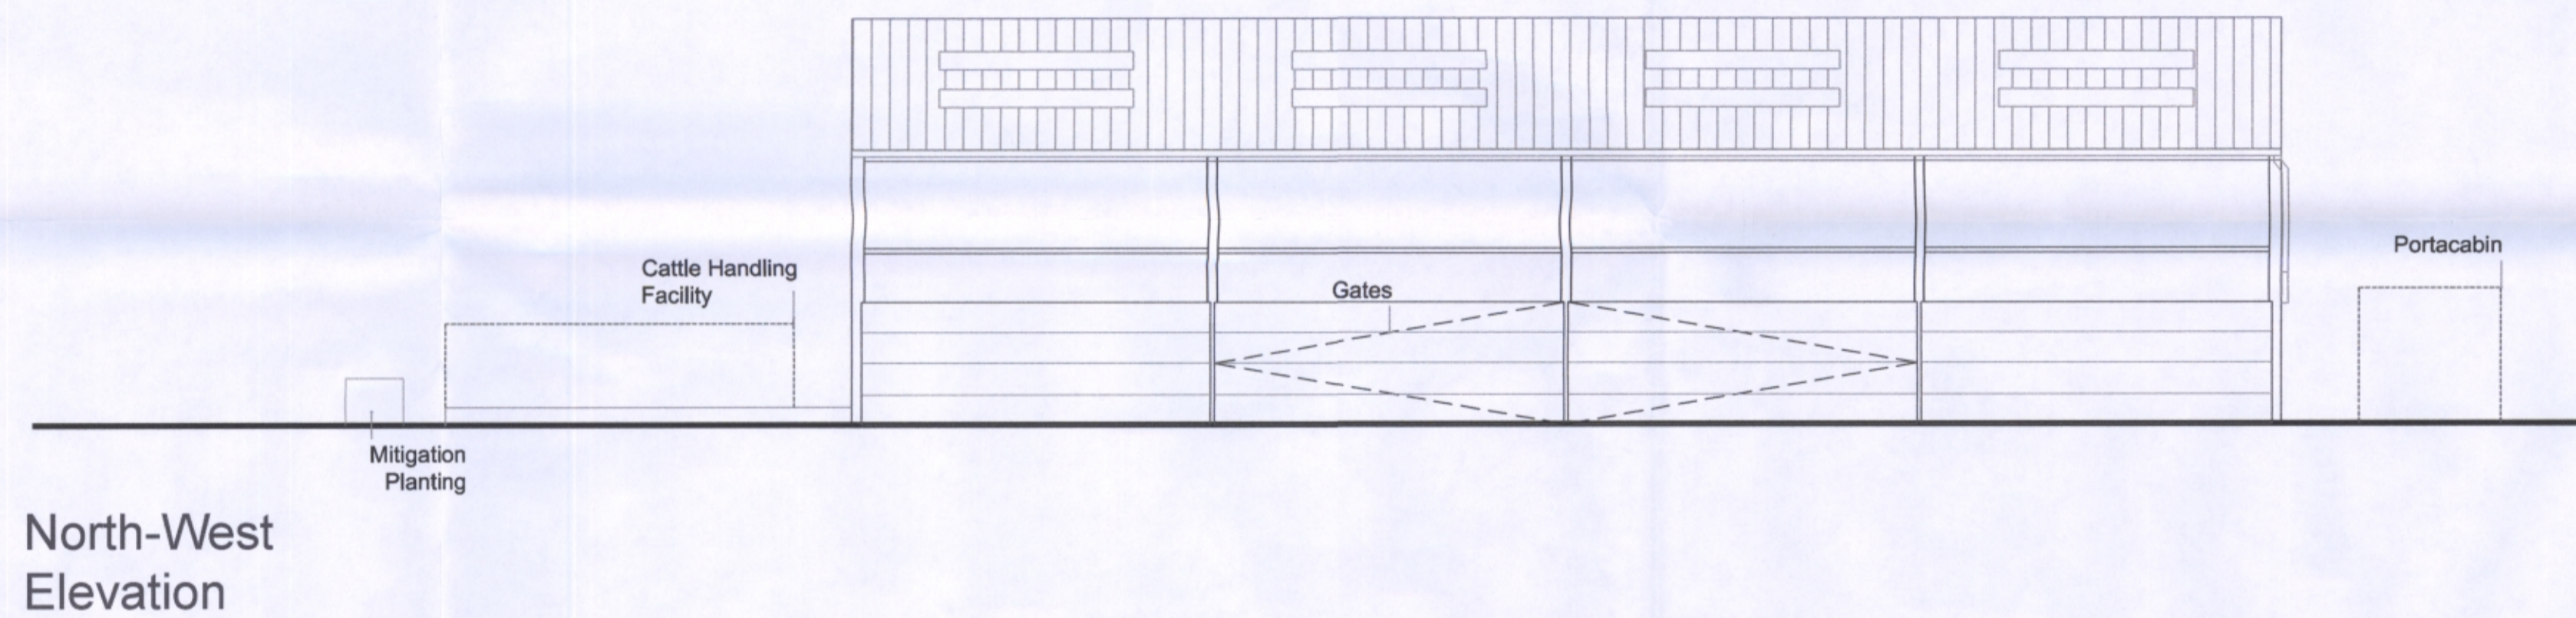 Cattle Handling
Facility
Gates
Portacabin
Mitigation
Planting
North-West
Elevation